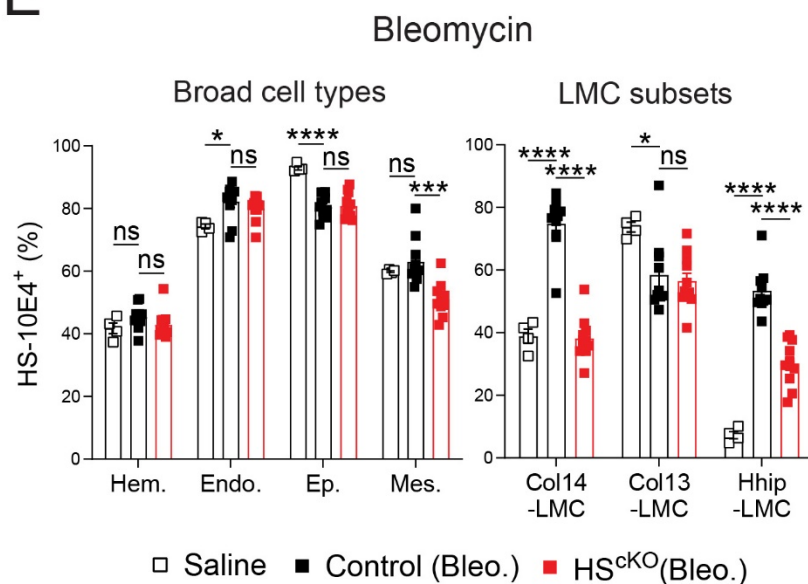 E
Bleomycin
Broad cell types
LMC subsets
HS-10E4⁺ (%)
100
80
60
40
20
0
ns
ns
*
ns
****
ns
ns
***
Hem.
Endo.
Ep.
Mes.
100
80
60
40
20
0
****
****
*
ns
****
****
Col14
-LMC
Col13
-LMC
Hhip
-LMC
Saline
Control (Bleo.)
HS^cKO(Bleo.)